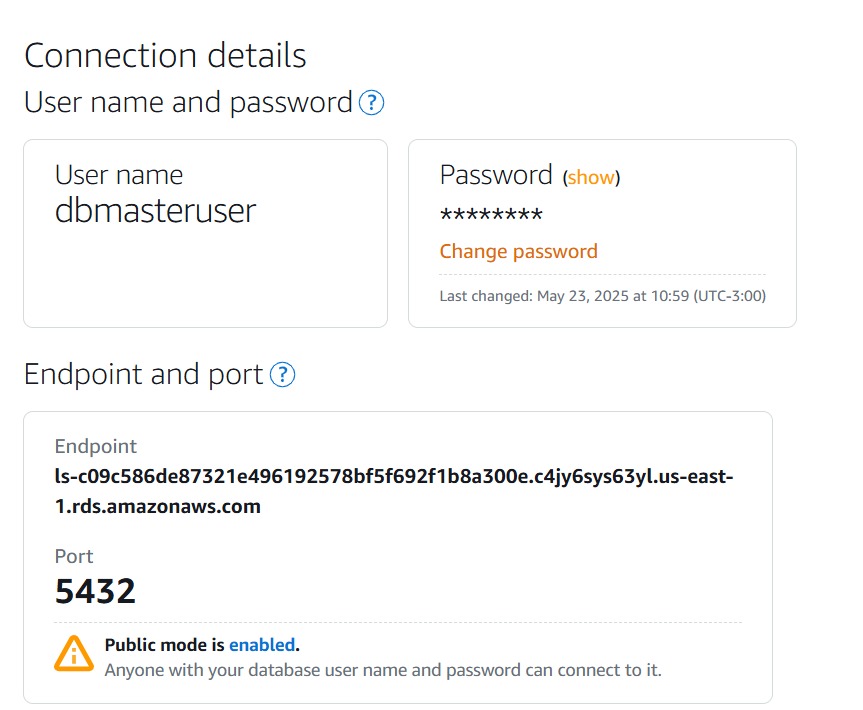 Connection details
User name and password ?
User name
dbmasteruser
Password (show)
********
Change password
Last changed: May 23, 2025 at 10:59 (UTC-3:00)
Endpoint and port ?
Endpoint
ls-c09c586de87321e496192578bf5f692f1b8a300e.c4jy6sys63yl.us-east-
1.rds.amazonaws.com
Port
5432
Public mode is enabled.
Anyone with your database user name and password can connect to it.